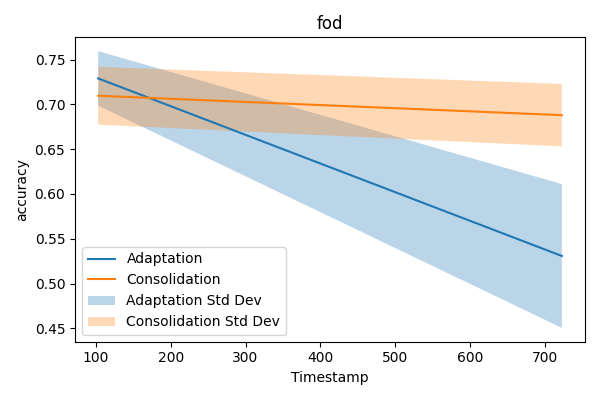 fod
accuracy
0.75
0.70
0.65
0.60
0.55
0.50
0.45
Adaptation
Consolidation
Adaptation Std Dev
Consolidation Std Dev
100 200 300 400 500 600 700
Timestamp